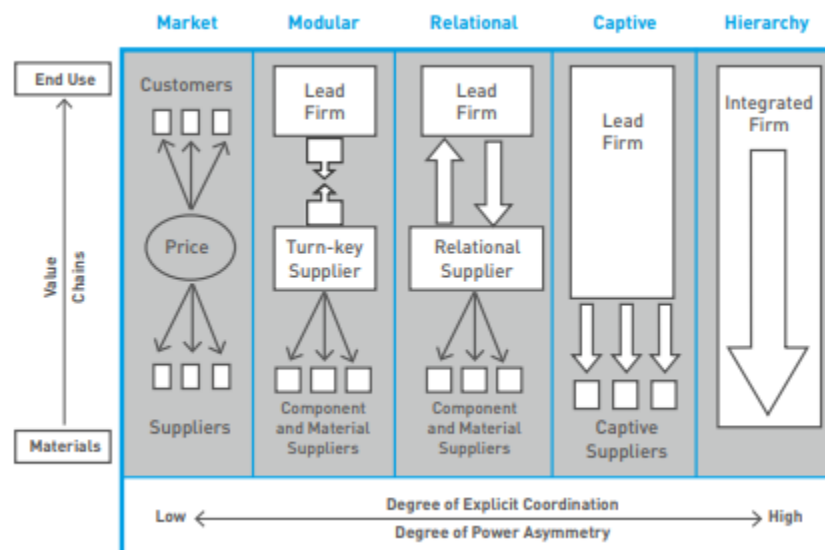 Market
Modular
Relational
Captive
Hierarchy
End Use
Value
Chains
Materials
Customers
Price
Suppliers
Lead
Firm
Turn-key
Supplier
Component
and Material
Suppliers
Lead
Firm
Relational
Supplier
Component
and Material
Suppliers
Lead
Firm
Captive
Suppliers
Integrated
Firm
Degree of Explicit Coordination
Low
High
Degree of Power Asymmetry